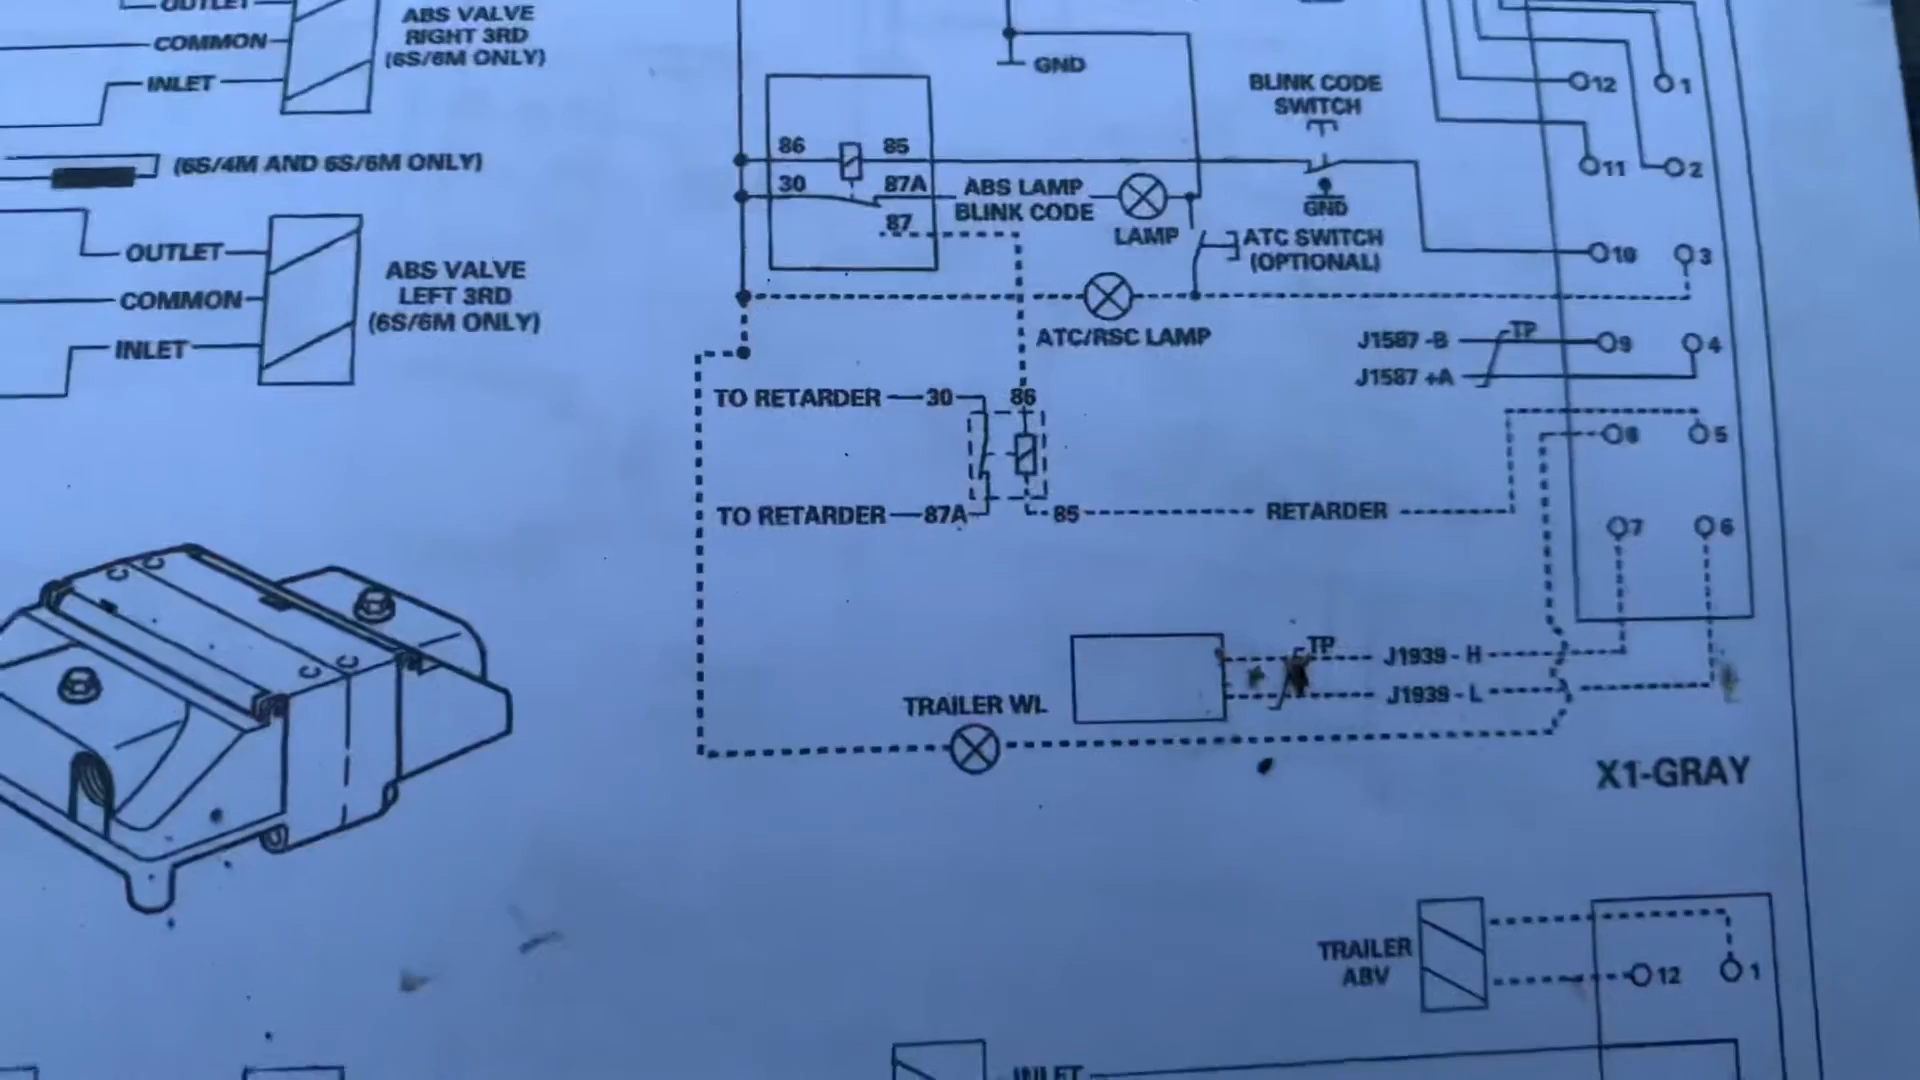 OUTLET
COMMON
INLET
ABS VALVE
RIGHT 3RD
(6S/6M ONLY)
(6S/4M AND 6S/6M ONLY)
OUTLET
COMMON
INLET
ABS VALVE
LEFT 3RD
(6S/6M ONLY)
GND
86
85
30
87A
87
ABS LAMP
BLINK CODE
LAMP
BLINK CODE
SWITCH
GND
ATC SWITCH
(OPTIONAL)
ATC/RSC LAMP
12
1
11
2
10
3
J1587 -B
TP
9
4
J1587 +A
TO RETARDER
30
86
8
5
TO RETARDER
87A
85
RETARDER
7
6
TP
J1939 - H
J1939 - L
TRAILER WL
X1-GRAY
C C
C C
TRAILER
ABV
12
1
INLET